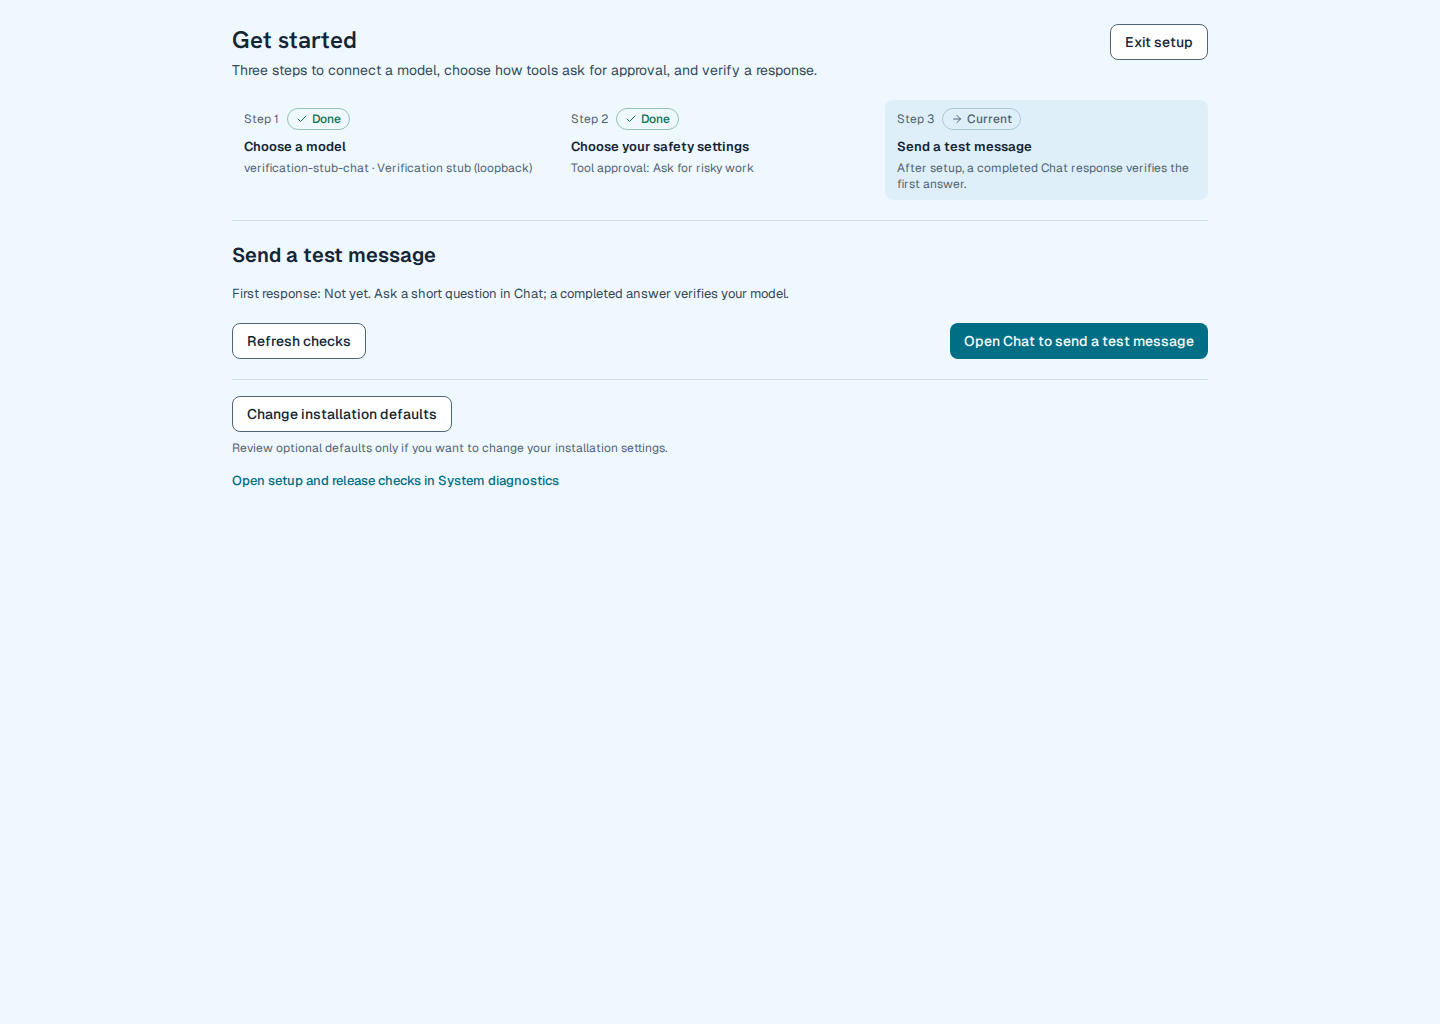 Get started
Exit setup
Three steps to connect a model, choose how tools ask for approval, and verify a response.
Step 1 Done
Choose a model
verification-stub-chat · Verification stub (loopback)
Step 2 Done
Choose your safety settings
Tool approval: Ask for risky work
Step 3 Current
Send a test message
After setup, a completed Chat response verifies the
first answer.
Send a test message
First response: Not yet. Ask a short question in Chat; a completed answer verifies your model.
Refresh checks
Open Chat to send a test message
Change installation defaults
Review optional defaults only if you want to change your installation settings.
Open setup and release checks in System diagnostics